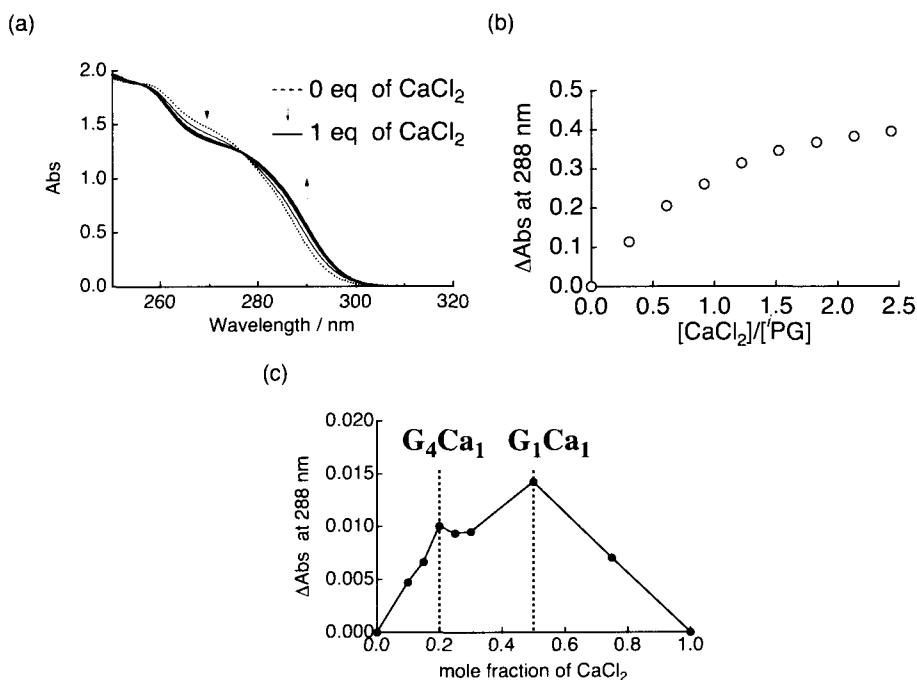 (a)
Abs
2.0
1.5
1.0
0.5
0.0
260 280 300 320
Wavelength / nm
0 eq of CaCl₂
1 eq of CaCl₂
(b)
ΔAbs at 288 nm
0.5
0.4
0.3
0.2
0.1
0.0
0.0 0.5 1.0 1.5 2.0 2.5
[CaCl₂]/[ⁱPG]
(c)
G₄Ca₁ G₁Ca₁
ΔAbs at 288 nm
0.020
0.015
0.010
0.005
0.000
0.0 0.2 0.4 0.6 0.8 1.0
mole fraction of CaCl₂